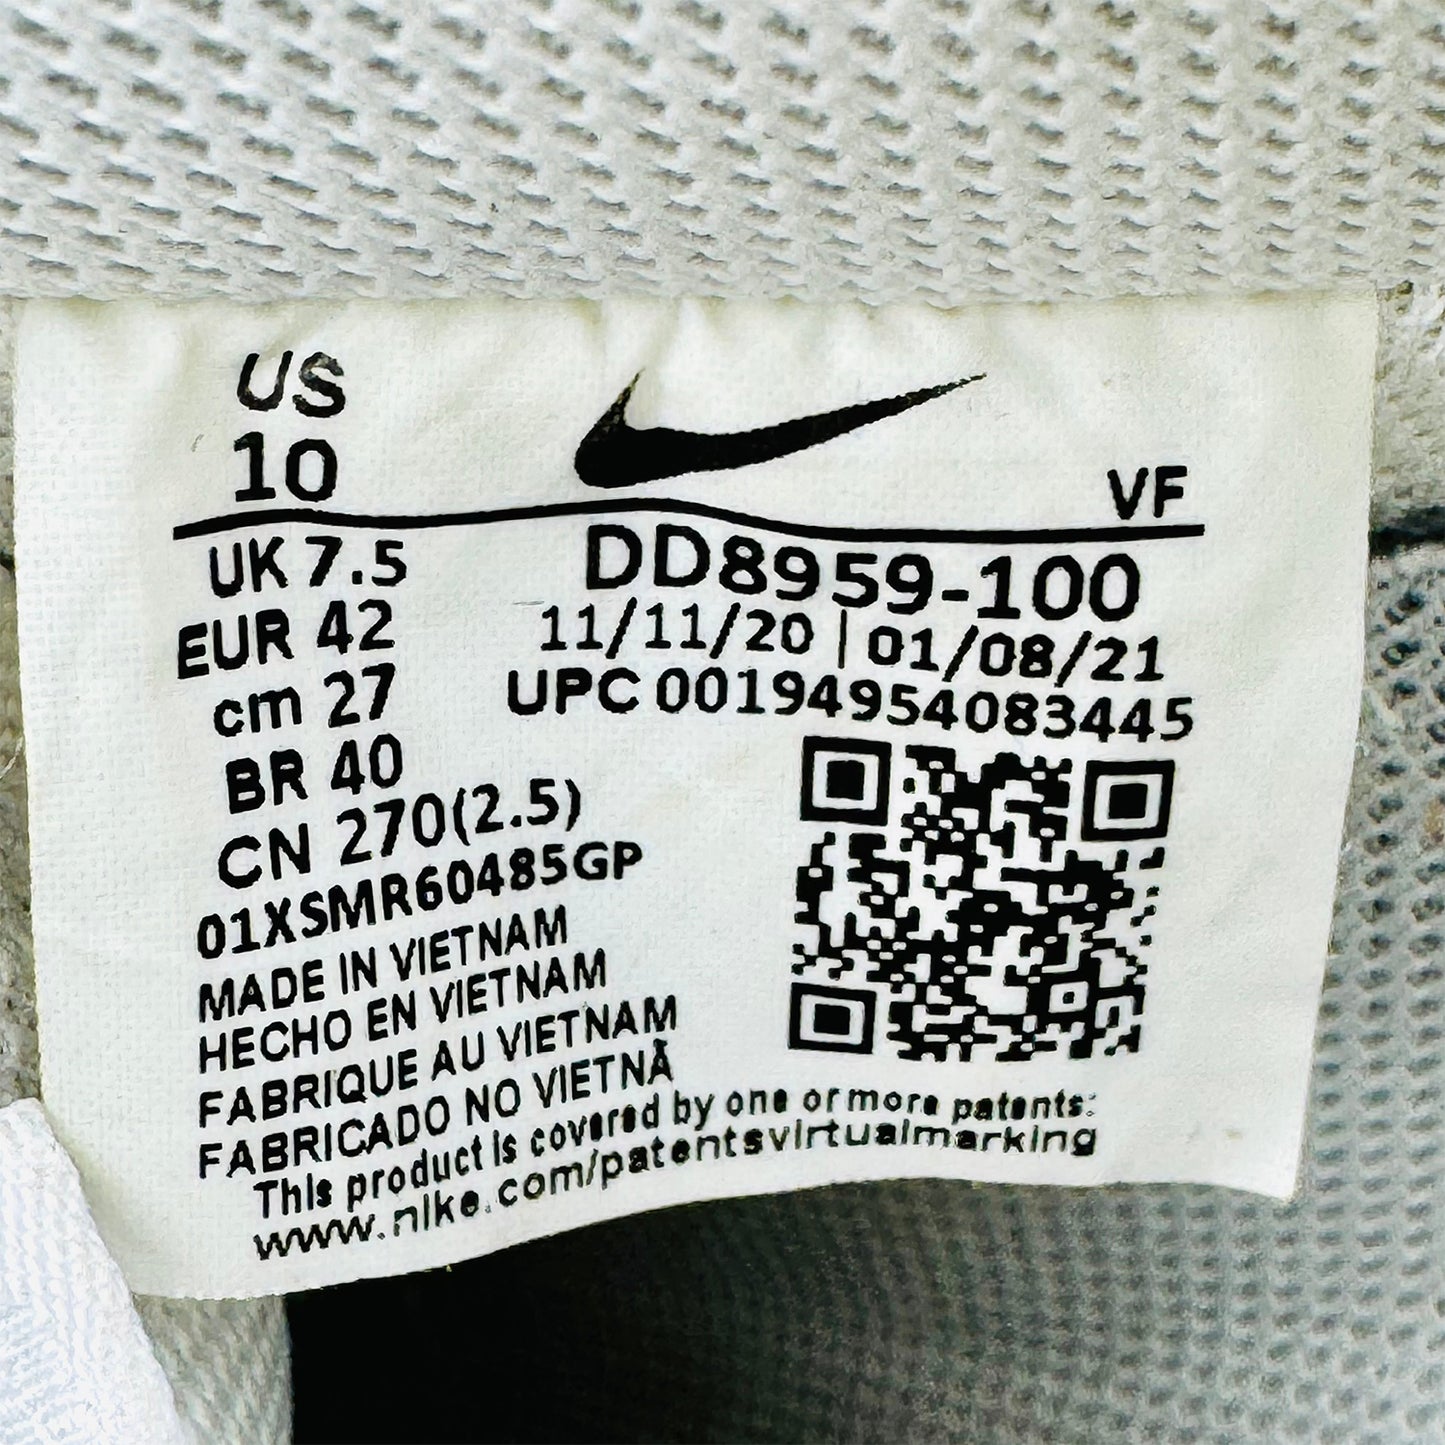 US
10
VF
UK 7.5
EUR 42
cm 27
BR 40
CN 270(2.5)
DD8959-100
11/11/20 | 01/08/21
UPC 00194954083445
01XSMR60485GP
MADE IN VIETNAM
HECHO EN VIETNAM
FABRIQUE AU VIETNAM
FABRICADO NO VIETNÃ
This product is covered by one or more patents:
www.nike.com/patentsvirtualmarking